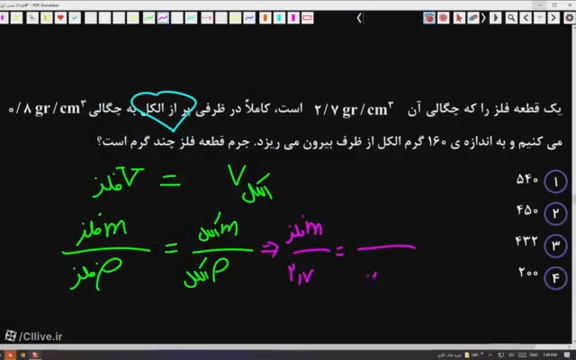 یک قطعه فلز را که چگالی آن ۲/۷ gr/cm³ است، کاملاً در ظرفی پر از الکل به چگالی ۰/۸ gr/cm³
می کنیم و به اندازه ی ۱۶۰ گرم الکل از ظرف بیرون می ریزد. جرم قطعه فلز چند گرم است؟
۱ ۵۴۰
۲ ۴۵۰
۳ ۴۳۲
۴ ۲۰۰
V فلز = V الکل
m فلز / ρ فلز = m الکل / ρ الکل ⇒ m فلز / ۲,۷ =
Cllive.ir